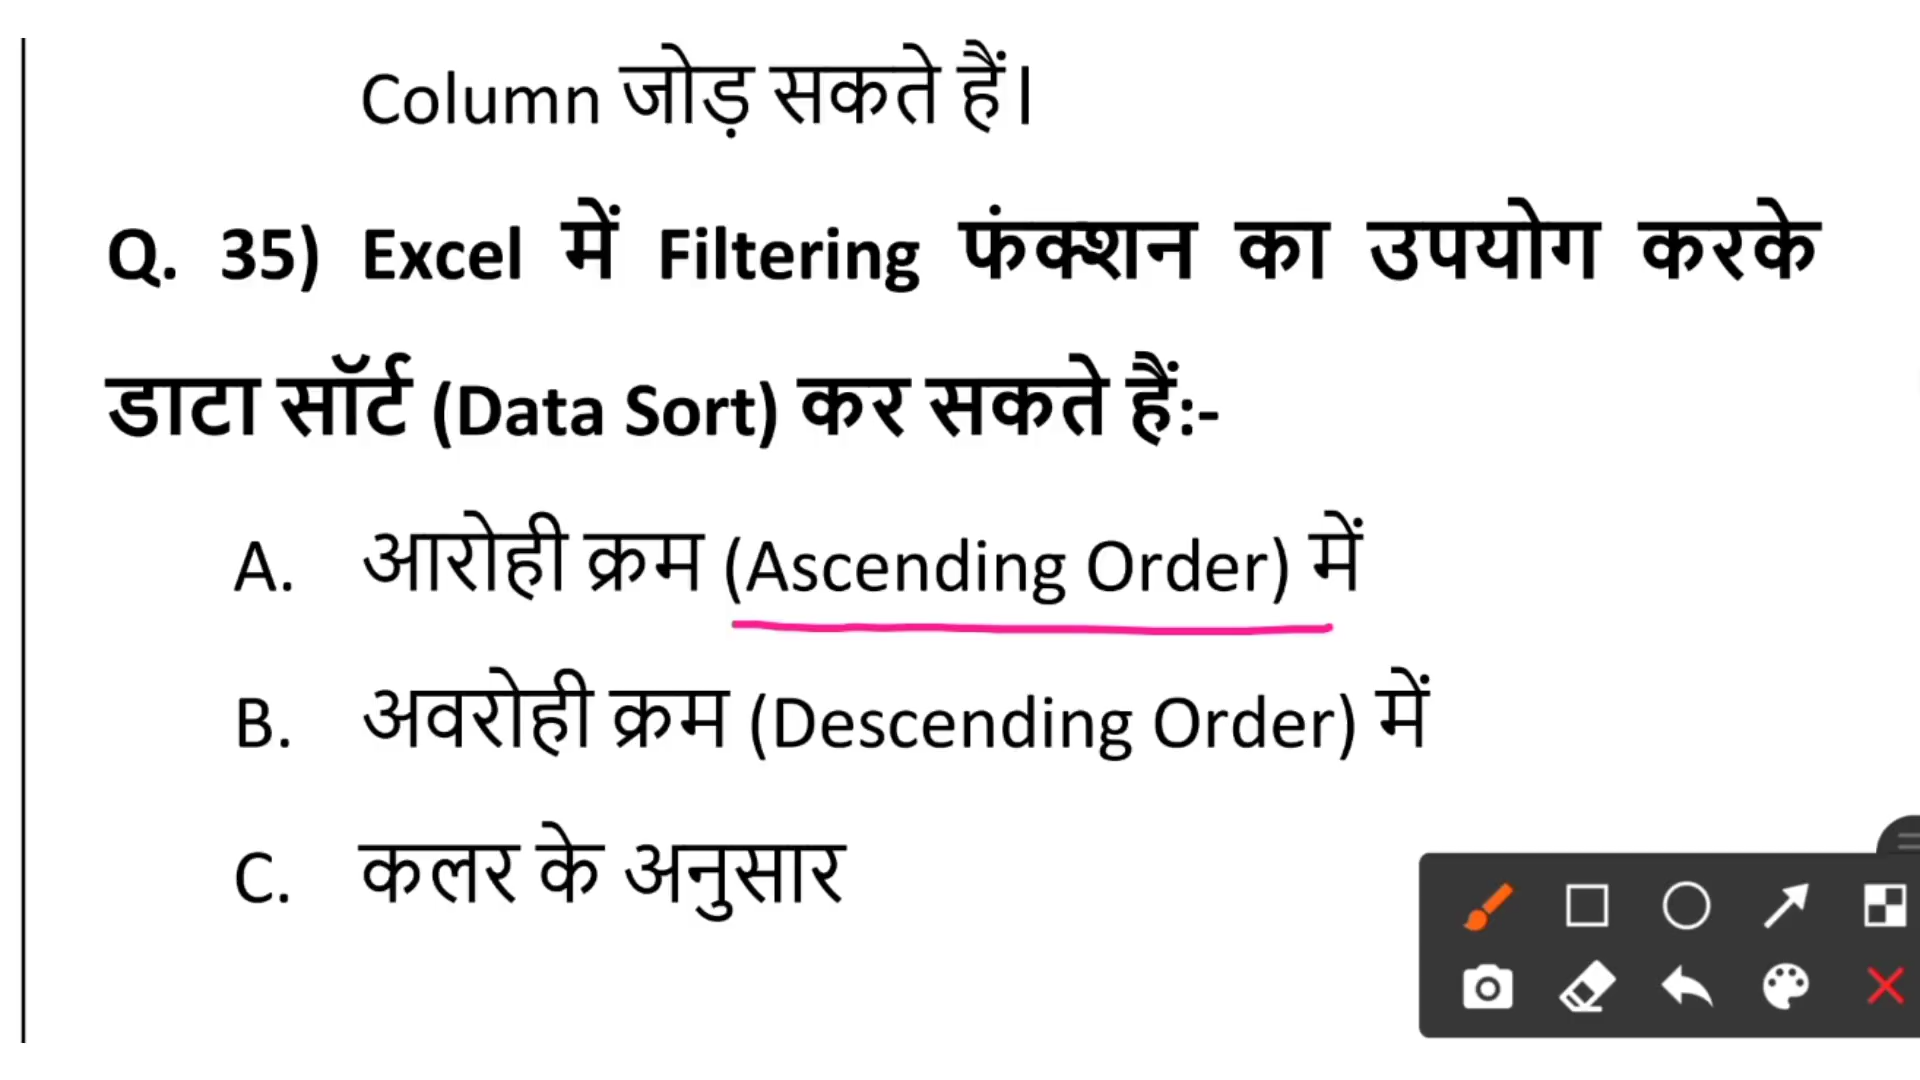 Column जोड़ सकते हैं।
Q. 35) Excel में Filtering फंक्शन का उपयोग करके
डाटा सॉर्ट (Data Sort) कर सकते हैं:-
A. आरोही क्रम (Ascending Order) में
B. अवरोही क्रम (Descending Order) में
C. कलर के अनुसार